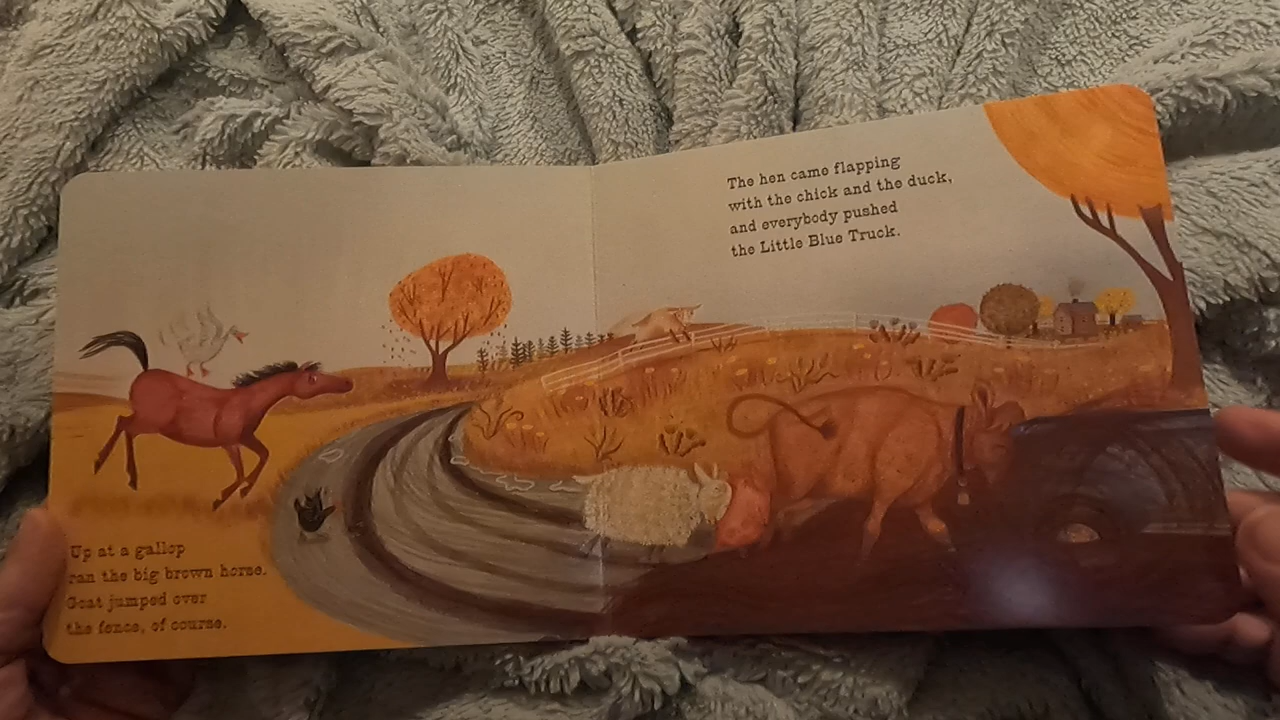 Up at a gallop
ran the big brown horse.
Goat jumped over
the fence, of course.
The hen came flapping
with the chick and the duck,
and everybody pushed
the Little Blue Truck.